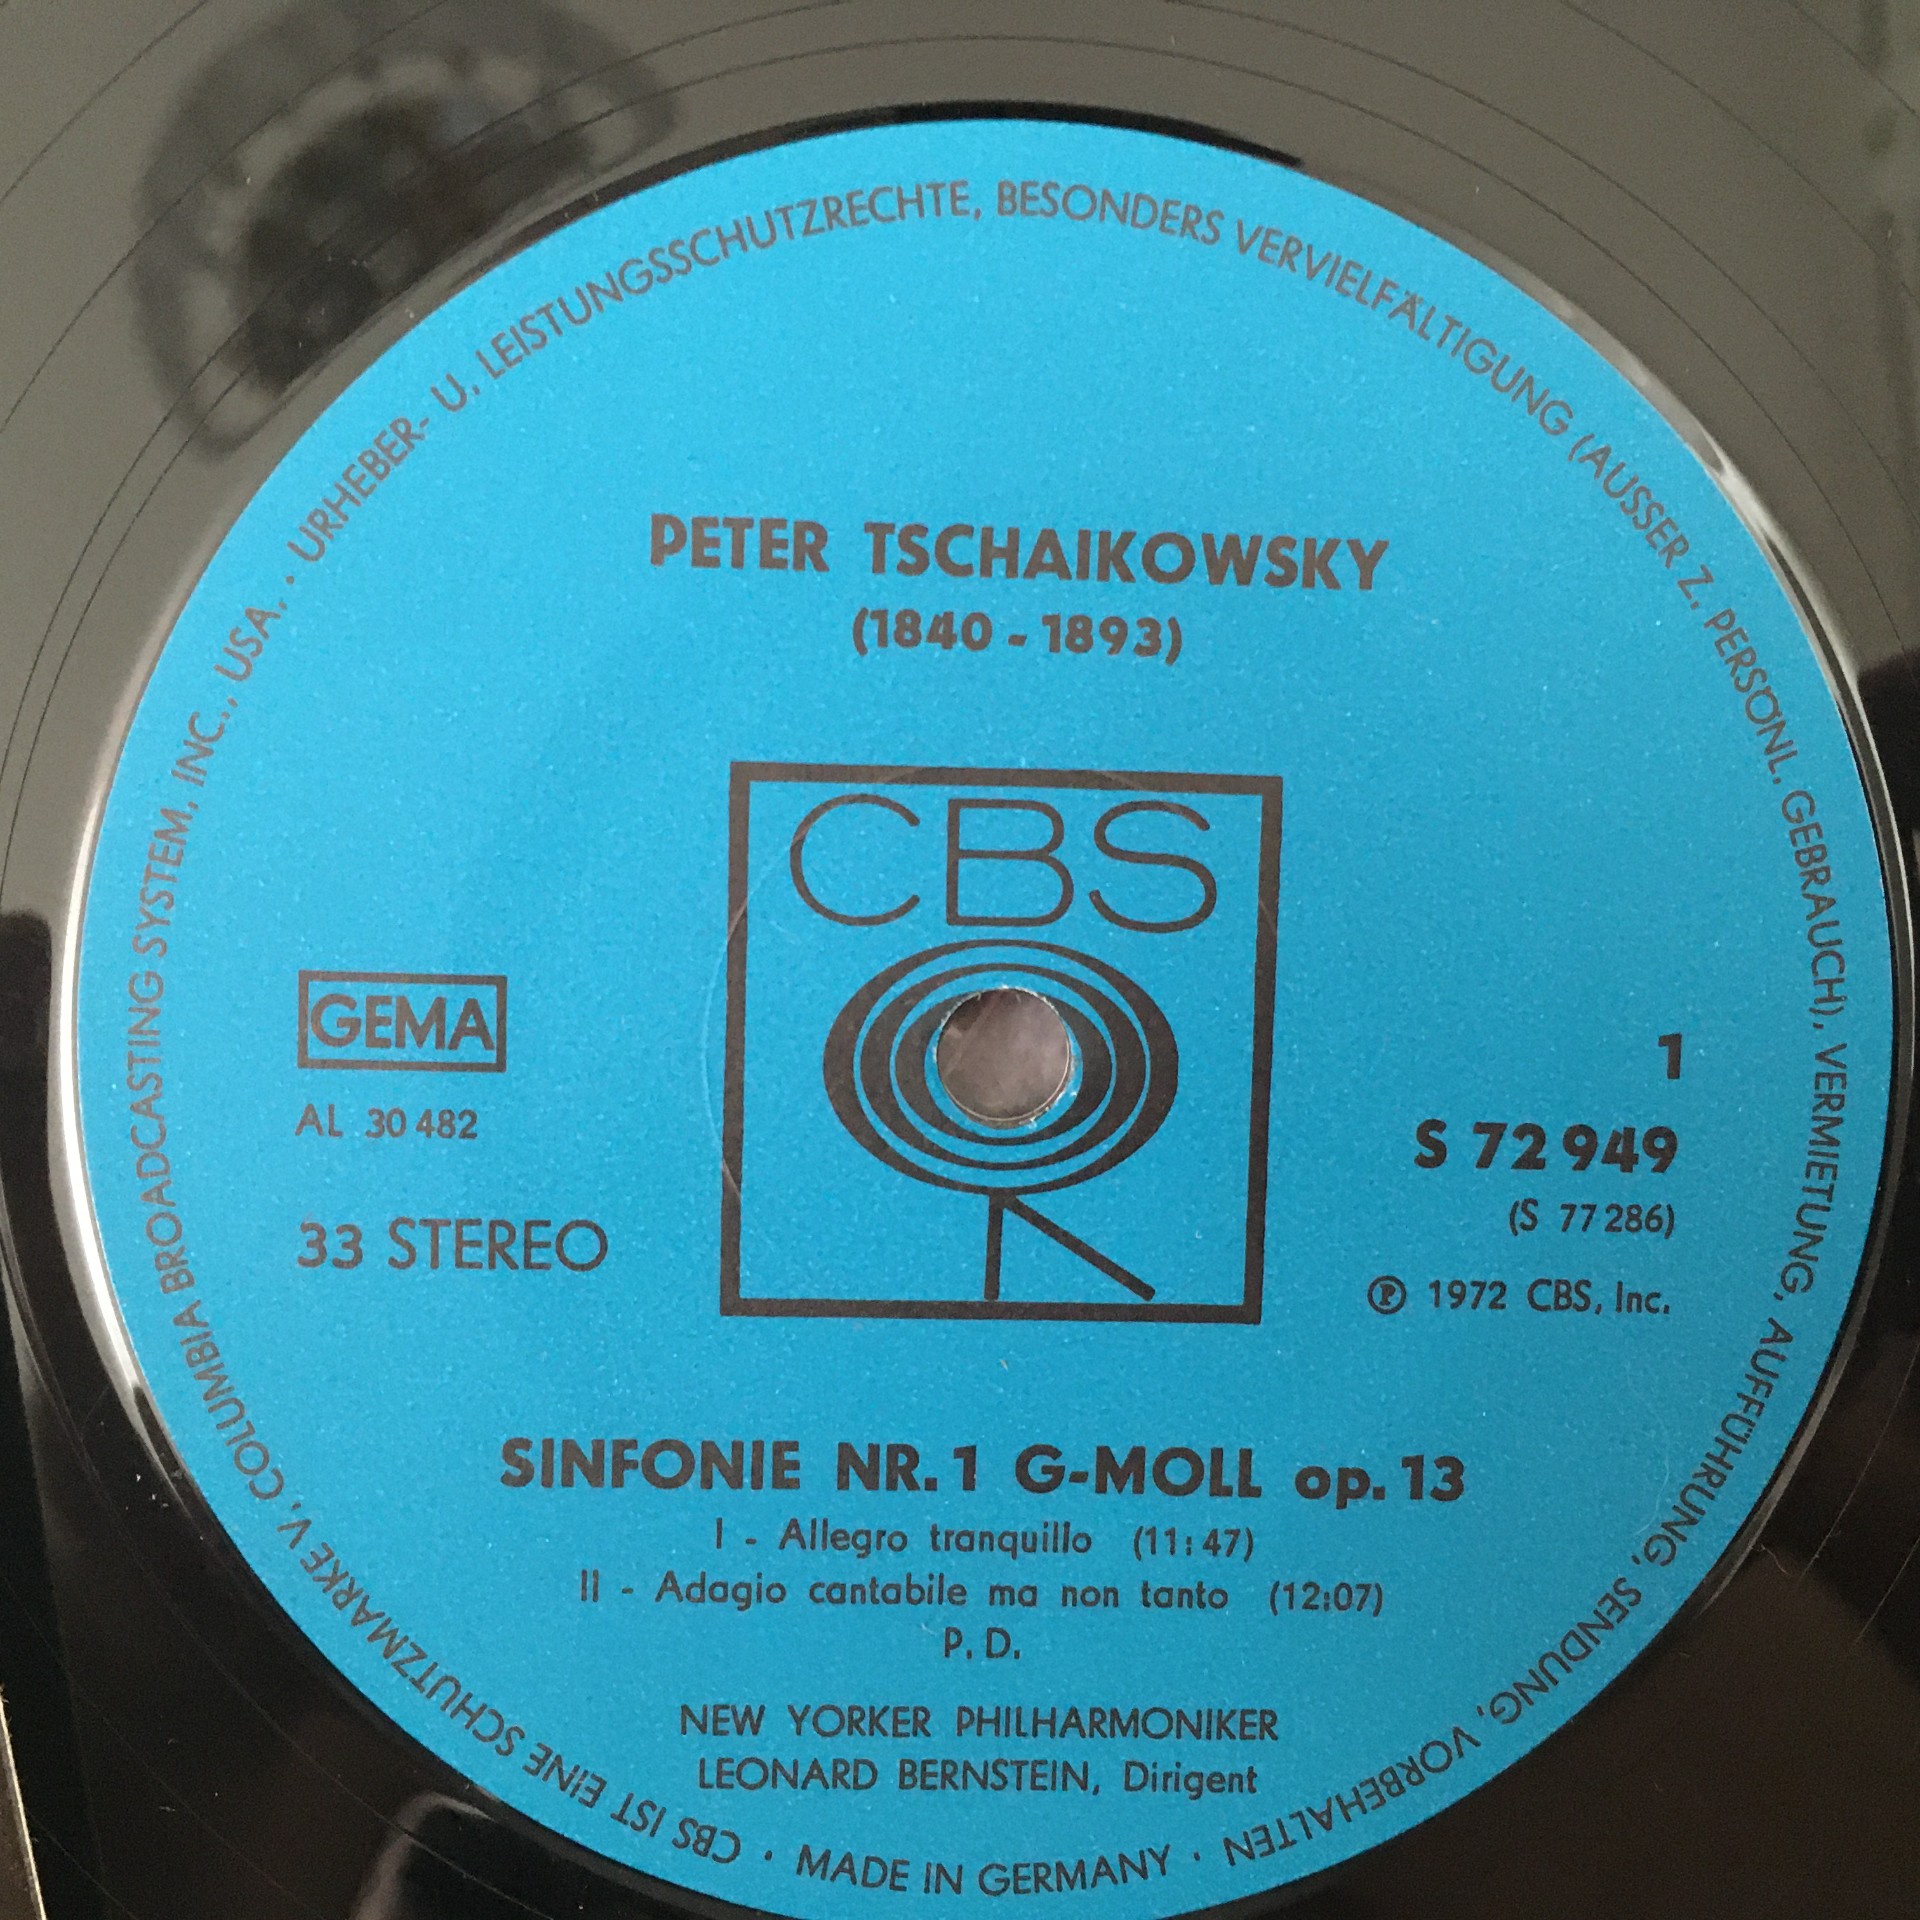 PETER TSCHAIKOWSKY
(1840 - 1893)
CBS
GEMA
AL 30 482
33 STEREO
1
S 72 949
(S 77 286)
℗ 1972 CBS, Inc.
SINFONIE NR. 1 G-MOLL op. 13
I - Allegro tranquillo (11:47)
II - Adagio cantabile ma non tanto (12:07)
P. D.
NEW YORKER PHILHARMONIKER
LEONARD BERNSTEIN, Dirigent
CBS IST EINE SCHUTZMARKE V. COLUMBIA BROADCASTING SYSTEM, INC., USA. · URHEBER- U. LEISTUNGSSCHUTZRECHTE, BESONDERS VERVIELFÄLTIGUNG (AUSSER Z. PERSÖNL. GEBRAUCH), VERMIETUNG, AUFFÜHRUNG, SENDUNG, VORBEHALTEN · MADE IN GERMANY ·